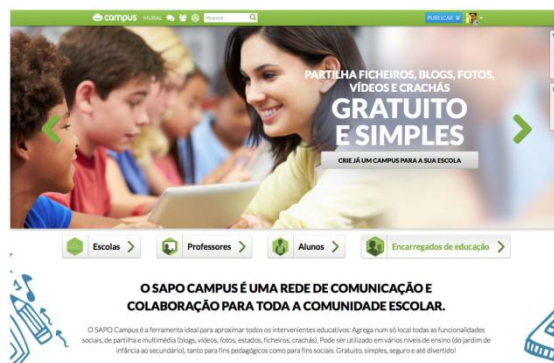 campus MURAL Pesquisa... PUBLICAR
PARTILHA FICHEIROS, BLOGS, FOTOS,
VÍDEOS E CRACHÁS
GRATUITO
E SIMPLES
CRIE JÁ UM CAMPUS PARA A SUA ESCOLA
Escolas Professores Alunos Encarregados de educação
O SAPO CAMPUS É UMA REDE DE COMUNICAÇÃO E
COLABORAÇÃO PARA TODA A COMUNIDADE ESCOLAR.
O SAPO Campus é a ferramenta ideal para aproximar todos os intervenientes educativos: Agrega num só local todas as funcionalidades
sociais, de partilha e multimédia (blogs, vídeos, fotos, estados, ficheiros, crachás). Pode ser utilizado em vários níveis de ensino (do jardim de
infância ao secundário), tanto para fins pedagógicos como para fins sociais. Gratuito, simples, seguro e até divertido!